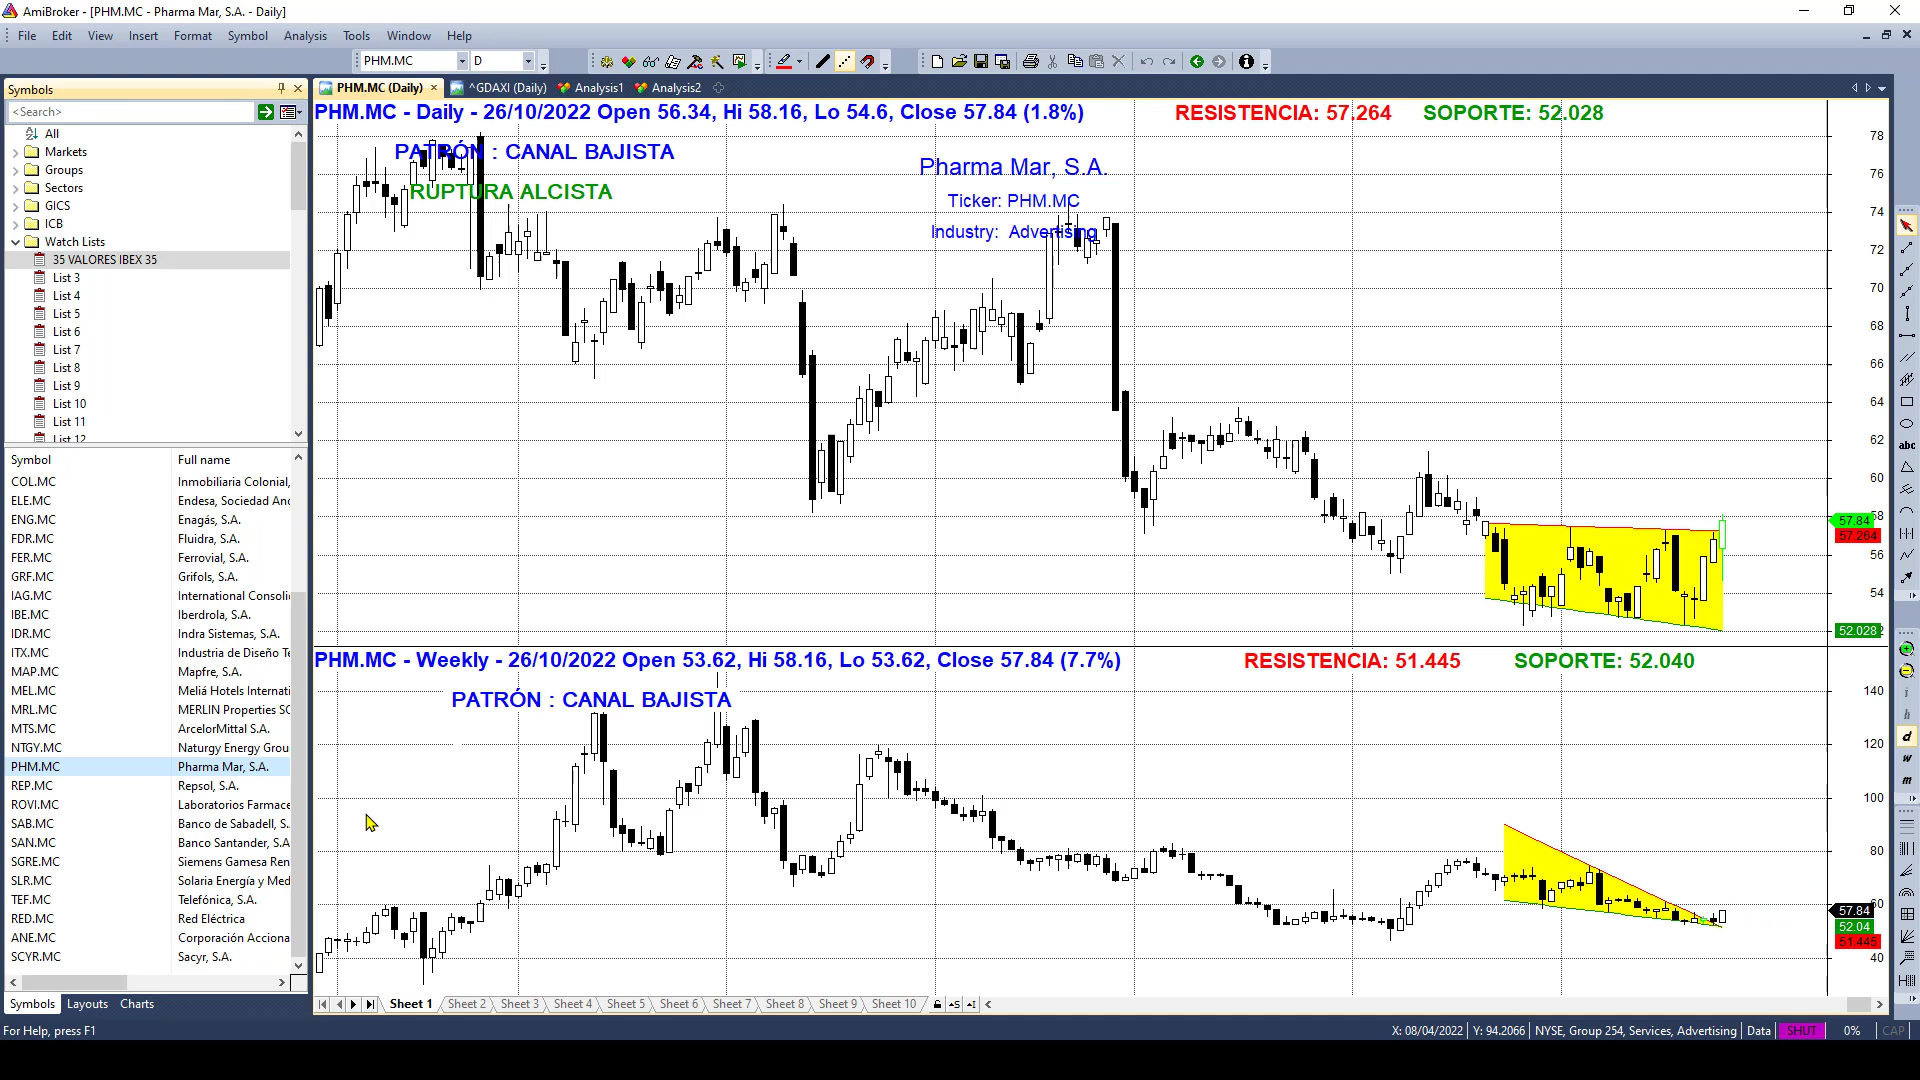 AmiBroker - [PHM.MC - Pharma Mar, S.A. - Daily]
File Edit View Insert Format Symbol Analysis Tools Window Help
PHM.MC D
Symbols
<Search>
All
Markets
Groups
Sectors
GICS
ICB
Watch Lists
35 VALORES IBEX 35
List 3
List 4
List 5
List 6
List 7
List 8
List 9
List 10
List 11
List 12
Symbol Full name
COL.MC Inmobiliaria Colonial,
ELE.MC Endesa, Sociedad Anó
ENG.MC Enagás, S.A.
FDR.MC Fluidra, S.A.
FER.MC Ferrovial, S.A.
GRF.MC Grifols, S.A.
IAG.MC International Consoli
IBE.MC Iberdrola, S.A.
IDR.MC Indra Sistemas, S.A.
ITX.MC Industria de Diseño Te
MAP.MC Mapfre, S.A.
MEL.MC Meliá Hotels Internati
MRL.MC MERLIN Properties SO
MTS.MC ArcelorMittal S.A.
NTGY.MC Naturgy Energy Grou
PHM.MC Pharma Mar, S.A.
REP.MC Repsol, S.A.
ROVI.MC Laboratorios Farmace
SAB.MC Banco de Sabadell, S.
SAN.MC Banco Santander, S.A
SGRE.MC Siemens Gamesa Ren
SLR.MC Solaria Energía y Med
TEF.MC Telefónica, S.A.
RED.MC Red Eléctrica
ANE.MC Corporación Acciona
SCYR.MC Sacyr, S.A.
Symbols Layouts Charts
PHM.MC (Daily) ^GDAXI (Daily) Analysis1 Analysis2
PHM.MC - Daily - 26/10/2022 Open 56.34, Hi 58.16, Lo 54.6, Close 57.84 (1.8%) RESISTENCIA: 57.264 SOPORTE: 52.028
PATRÓN : CANAL BAJISTA
RUPTURA ALCISTA
Pharma Mar, S.A.
Ticker: PHM.MC
Industry: Advertising
78
76
74
72
70
68
66
64
62
60
58
57.84
57.264
56
54
52.028
PHM.MC - Weekly - 26/10/2022 Open 53.62, Hi 58.16, Lo 53.62, Close 57.84 (7.7%) RESISTENCIA: 51.445 SOPORTE: 52.040
PATRÓN : CANAL BAJISTA
140
120
100
80
60
57.84
52.04
51.445
40
abc
i
h
d
w
m
Sheet 1 Sheet 2 Sheet 3 Sheet 4 Sheet 5 Sheet 6 Sheet 7 Sheet 8 Sheet 9 Sheet 10
For Help, press F1 X: 08/04/2022 Y: 94.2066 NYSE, Group 254, Services, Advertising Data SHUT 0% CAP